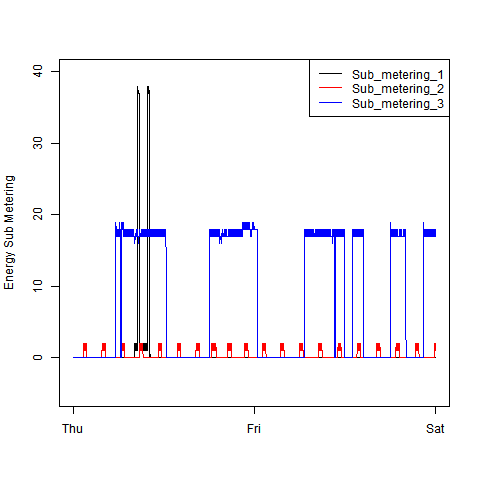 Sub_metering_1
Sub_metering_2
Sub_metering_3
Energy Sub Metering
40
30
20
10
0
Thu Fri Sat